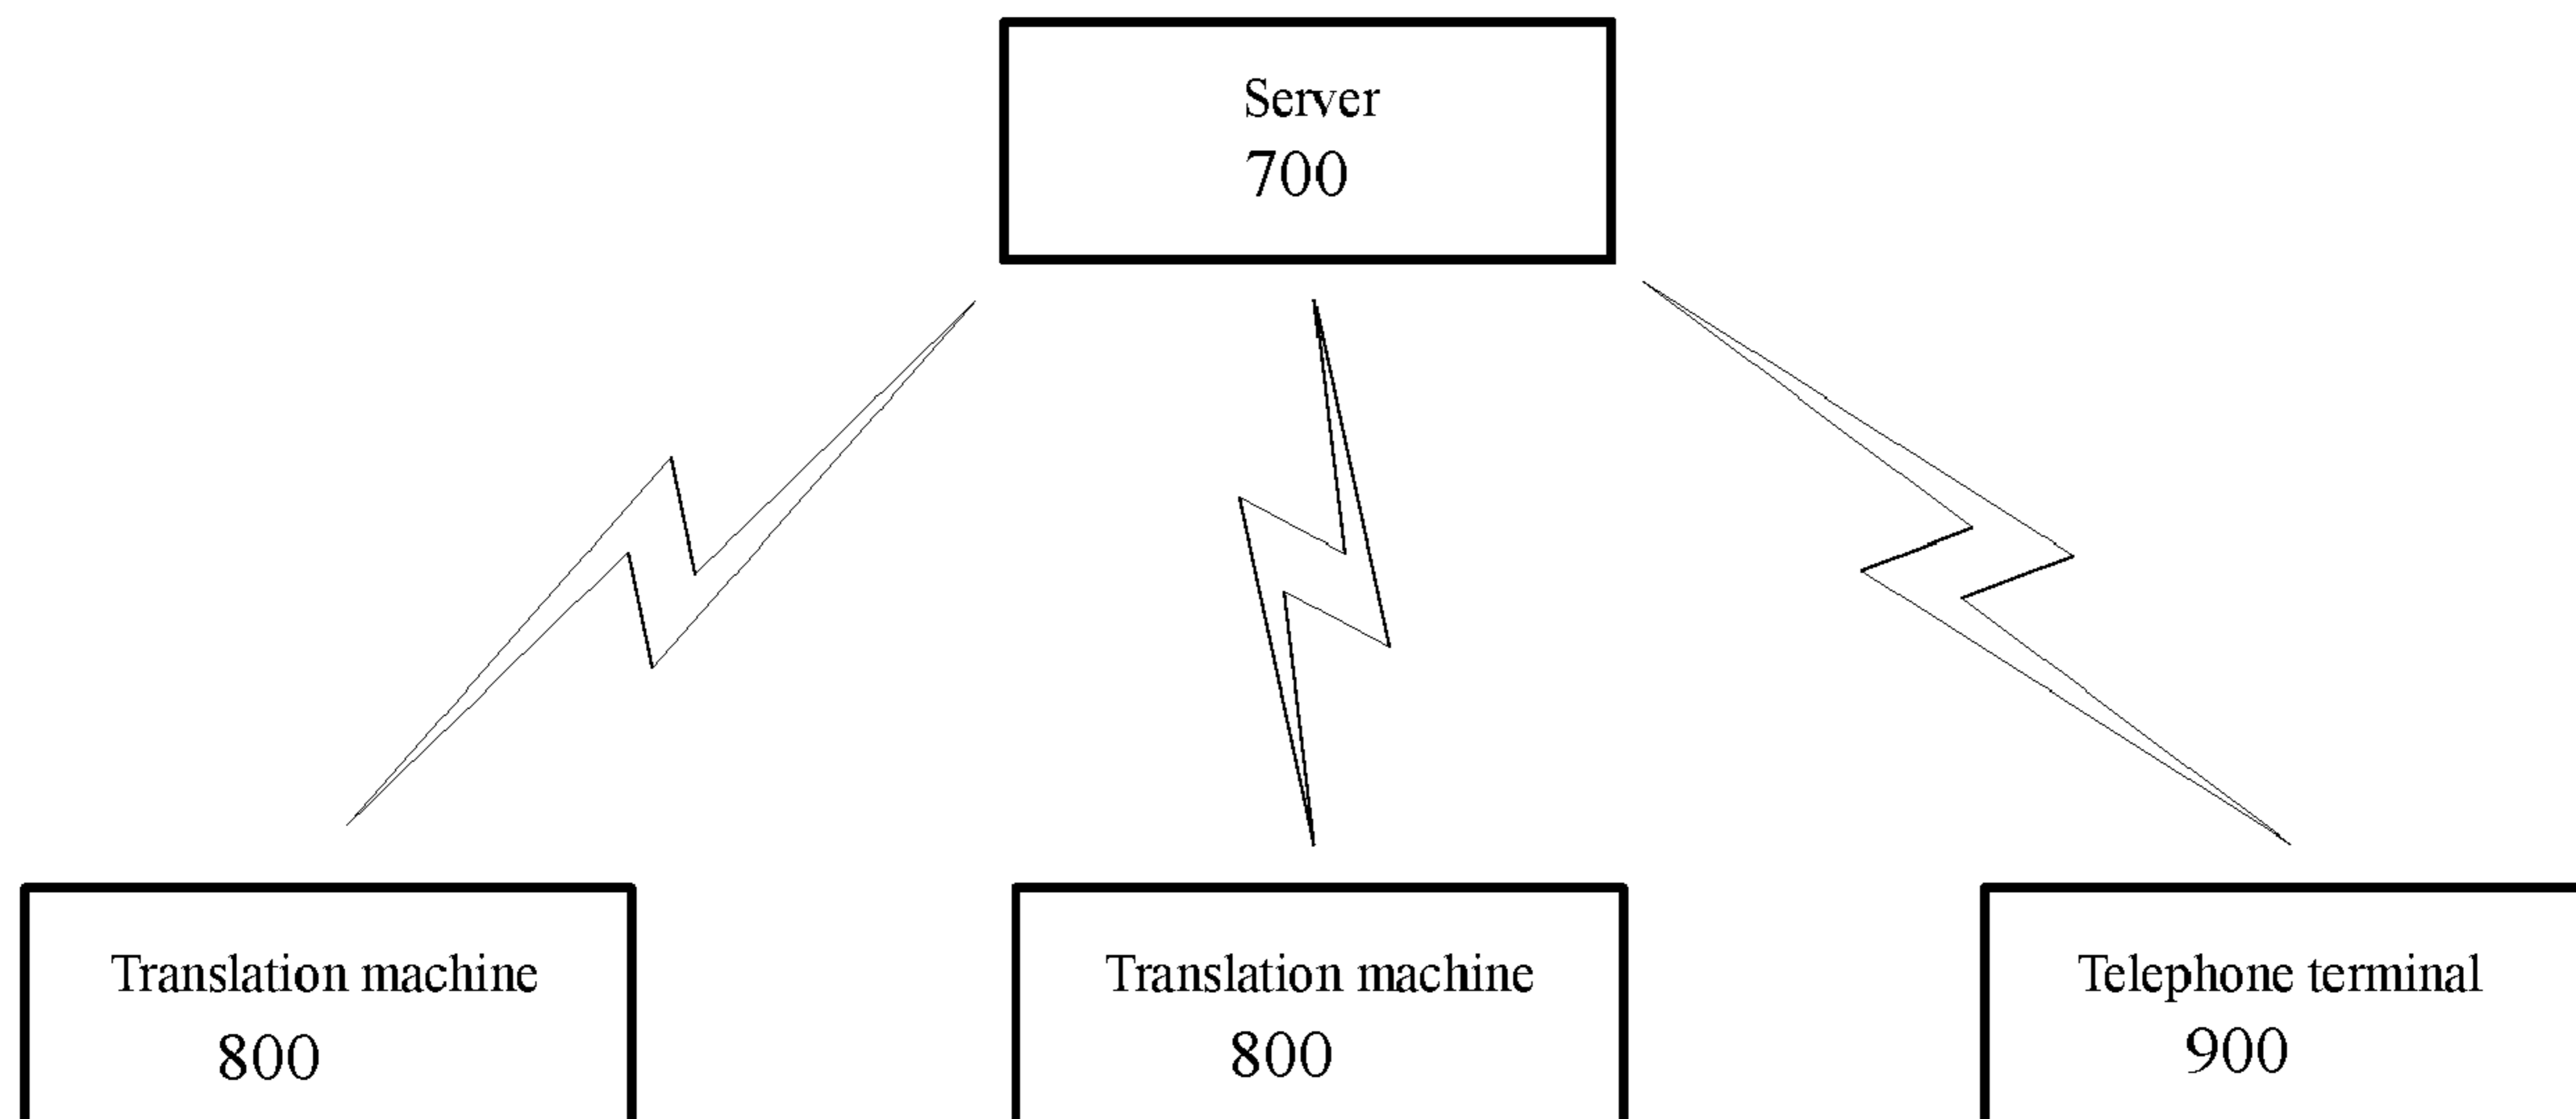 Server
700
Translation machine
800
Translation machine
800
Telephone terminal
900